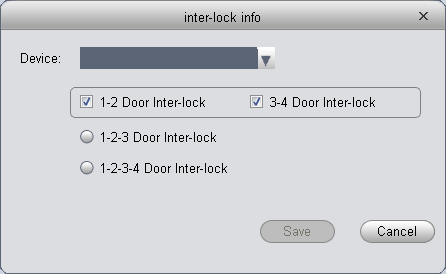 inter-lock info
Device:
1-2 Door Inter-lock 3-4 Door Inter-lock
1-2-3 Door Inter-lock
1-2-3-4 Door Inter-lock
Save Cancel